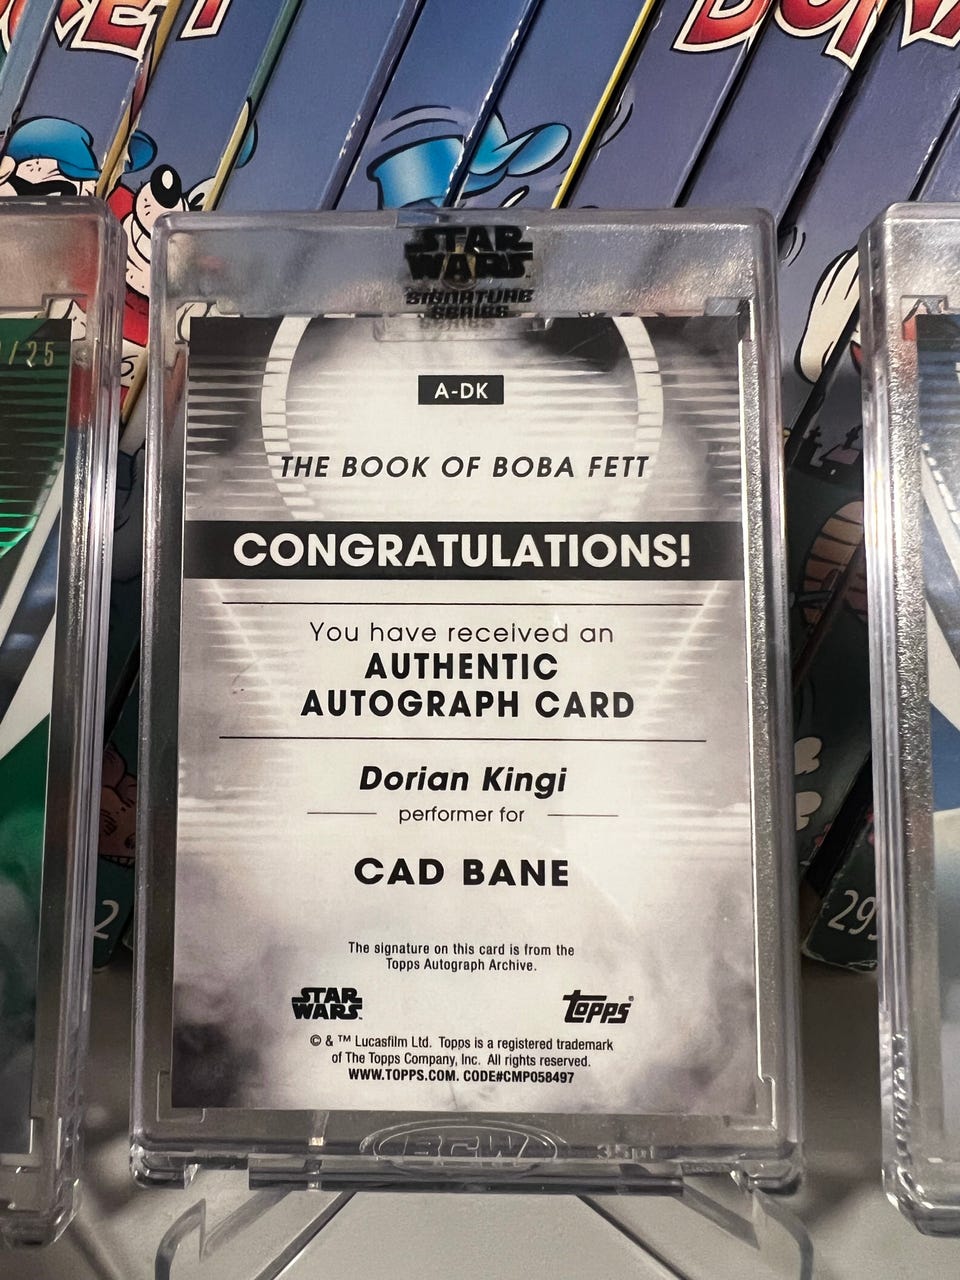 STAR
WARS
SIGNATURE
SERIES
/25
A-DK
THE BOOK OF BOBA FETT
CONGRATULATIONS!
You have received an
AUTHENTIC
AUTOGRAPH CARD
Dorian Kingi
performer for
CAD BANE
2
29
The signature on this card is from the
Topps Autograph Archive.
STAR
WARS
topps
© & ™ Lucasfilm Ltd. Topps is a registered trademark
of The Topps Company, Inc. All rights reserved.
WWW.TOPPS.COM. CODE#CMP058497
BCW